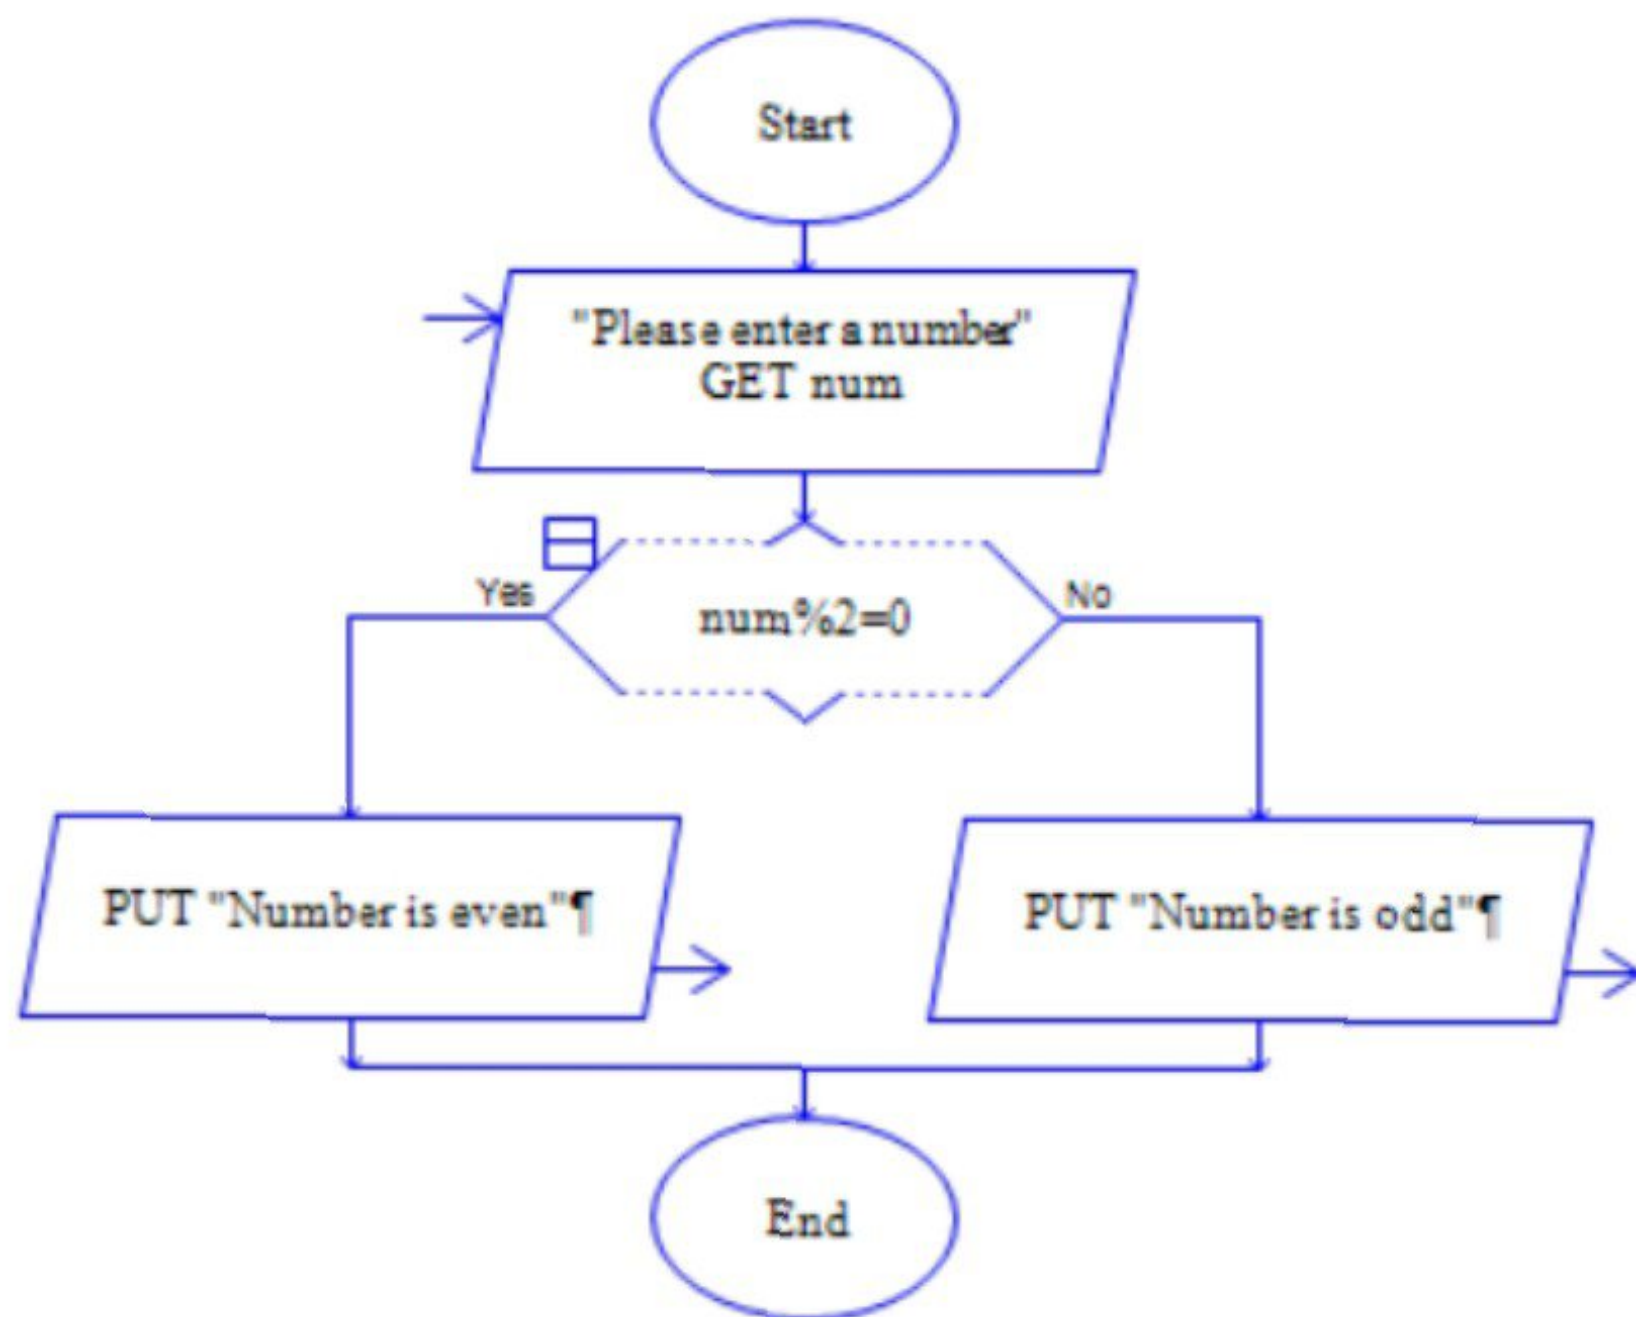 Start
"Please enter a number"
GET num
Yes
num%2=0
No
PUT "Number is even"¶
PUT "Number is odd"¶
End